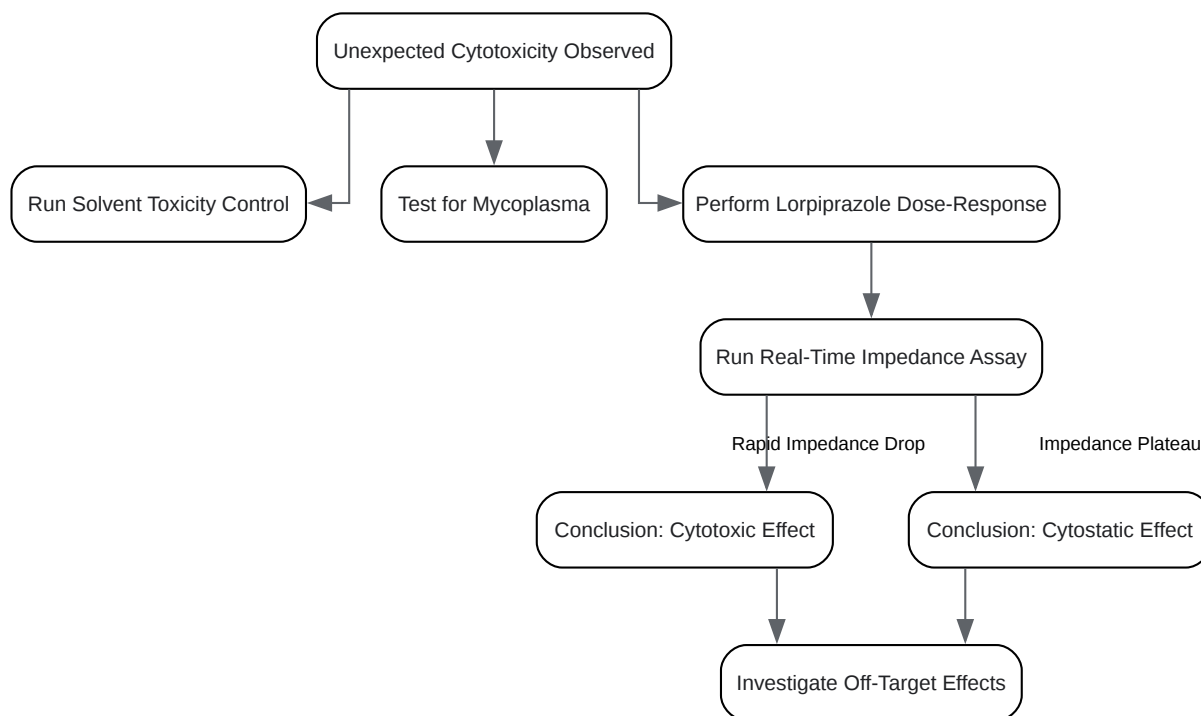 Unexpected Cytotoxicity Observed
Run Solvent Toxicity Control
Test for Mycoplasma
Perform Lorpiprazole Dose-Response
Run Real-Time Impedance Assay
Rapid Impedance Drop
Impedance Plateau
Conclusion: Cytotoxic Effect
Conclusion: Cytostatic Effect
Investigate Off-Target Effects